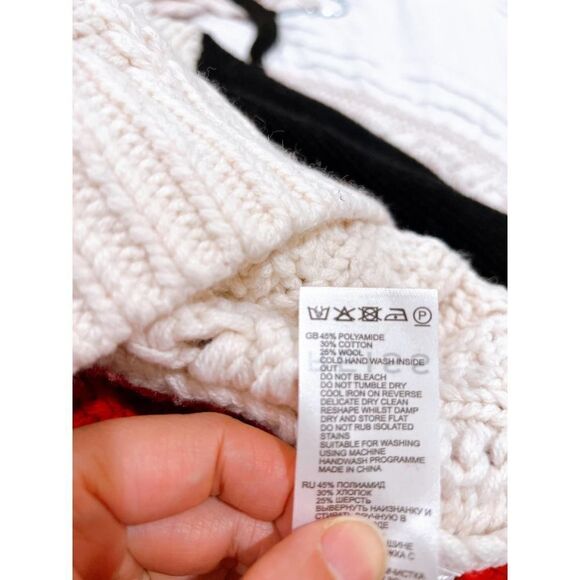 GB 45% POLYAMIDE
30% COTTON
25% WOOL
COLD HAND WASH INSIDE
OUT
DO NOT BLEACH
DO NOT TUMBLE DRY
COOL IRON ON REVERSE
DELICATE DRY CLEAN
RESHAPE WHILST DAMP
DRY AND STORE FLAT
DO NOT RUB ISOLATED
STAINS
SUITABLE FOR WASHING
USING MACHINE
HANDWASH PROGRAMME
MADE IN CHINA
RU 45% ПОЛИАМИД
30% ХЛОПОК
25% ШЕРСТЬ
ВЫВЕРНУТЬ НАИЗНАНКУ И
СТИРАТЬ ВРУЧНУЮ В